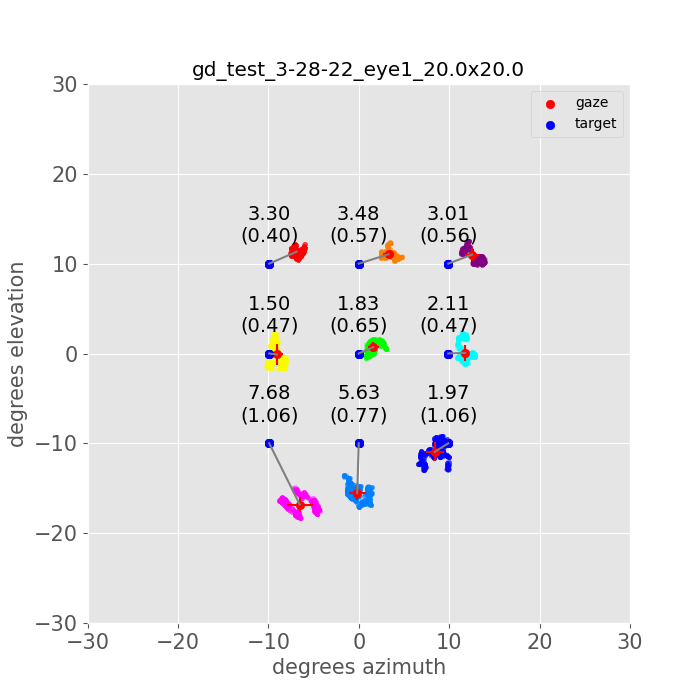 gd_test_3-28-22_eye1_20.0x20.0
gaze
target
30
20
10
0
−10
−20
−30
degrees elevation
3.30 3.48 3.01
(0.40) (0.57) (0.56)
1.50 1.83 2.11
(0.47) (0.65) (0.47)
7.68 5.63 1.97
(1.06) (0.77) (1.06)
−30 −20 −10 0 10 20 30
degrees azimuth